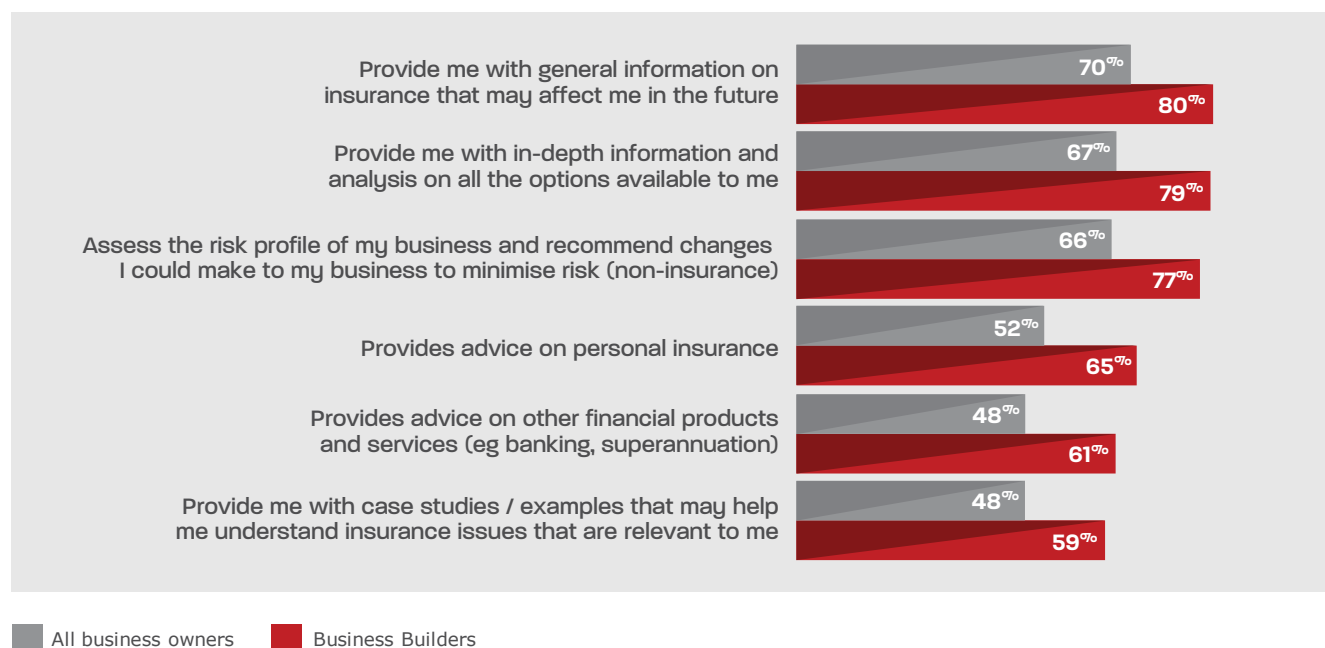 Provide me with general information on
insurance that may affect me in the future
70%
80%
Provide me with in-depth information and
analysis on all the options available to me
67%
79%
Assess the risk profile of my business and recommend changes
I could make to my business to minimise risk (non-insurance)
66%
77%
Provides advice on personal insurance
52%
65%
Provides advice on other financial products
and services (eg banking, superannuation)
48%
61%
Provide me with case studies / examples that may help
me understand insurance issues that are relevant to me
48%
59%
All business owners
Business Builders